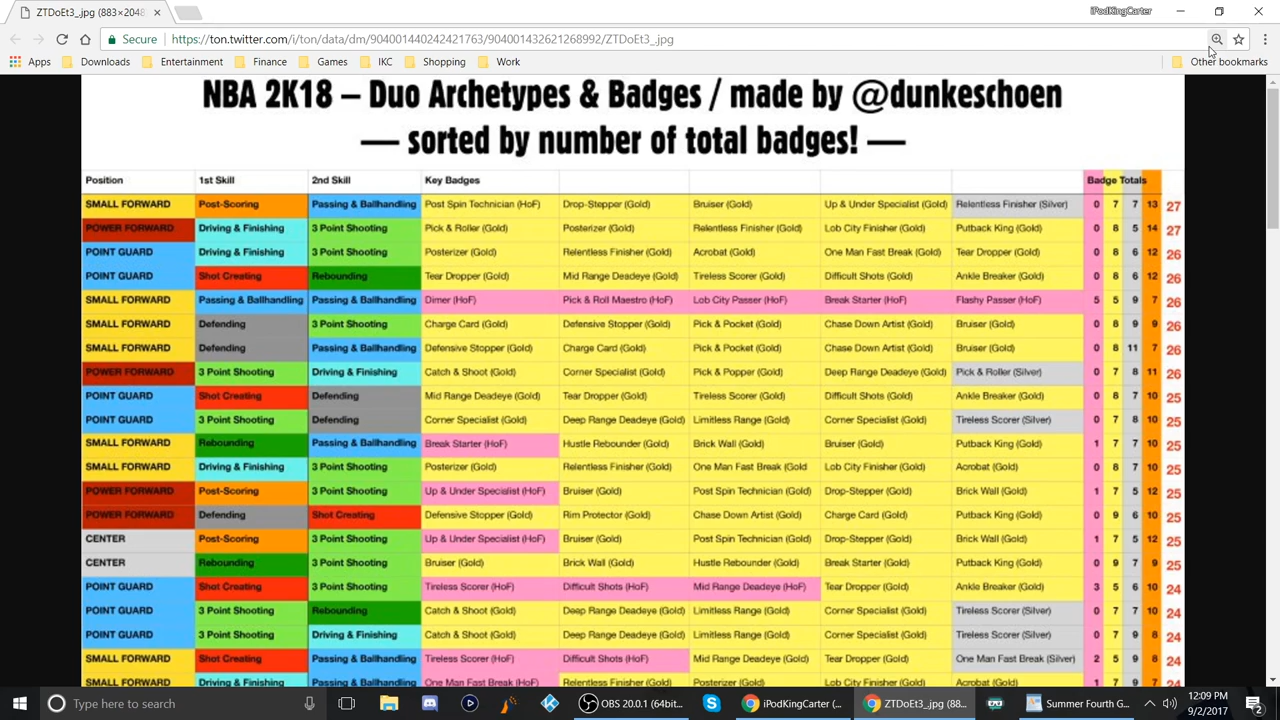 ZTDoEt3_.jpg (883×2048
iPodKingCarter
Secure
https://ton.twitter.com/i/ton/data/dm/904001440242421763/904001432621268992/ZTDoEt3_.jpg
Apps Downloads Entertainment Finance Games IKC Shopping Work Other bookmarks
NBA 2K18 – Duo Archetypes & Badges / made by @dunkeschoen
— sorted by number of total badges! —
Position 1st Skill 2nd Skill Key Badges Badge Totals
SMALL FORWARD Post-Scoring Passing & Ballhandling Post Spin Technician (HoF) Drop-Stepper (Gold) Bruiser (Gold) Up & Under Specialist (Gold) Relentless Finisher (Silver) 0 7 7 13 27
POWER FORWARD Driving & Finishing 3 Point Shooting Pick & Roller (Gold) Posterizer (Gold) Relentless Finisher (Gold) Lob City Finisher (Gold) Putback King (Gold) 0 8 5 14 27
POINT GUARD Driving & Finishing 3 Point Shooting Posterizer (Gold) Relentless Finisher (Gold) Acrobat (Gold) One Man Fast Break (Gold) Tear Dropper (Gold) 0 8 6 12 26
POINT GUARD Shot Creating Rebounding Tear Dropper (Gold) Mid Range Deadeye (Gold) Tireless Scorer (Gold) Difficult Shots (Gold) Ankle Breaker (Gold) 0 8 6 12 26
SMALL FORWARD Passing & Ballhandling Passing & Ballhandling Dimer (HoF) Pick & Roll Maestro (HoF) Lob City Passer (HoF) Break Starter (HoF) Flashy Passer (HoF) 5 5 9 7 26
SMALL FORWARD Defending 3 Point Shooting Charge Card (Gold) Defensive Stopper (Gold) Pick & Pocket (Gold) Chase Down Artist (Gold) Bruiser (Gold) 0 8 9 9 26
SMALL FORWARD Defending Passing & Ballhandling Defensive Stopper (Gold) Charge Card (Gold) Pick & Pocket (Gold) Chase Down Artist (Gold) Bruiser (Gold) 0 8 11 7 26
POWER FORWARD 3 Point Shooting Driving & Finishing Catch & Shoot (Gold) Corner Specialist (Gold) Pick & Popper (Gold) Deep Range Deadeye (Gold) Pick & Roller (Silver) 0 7 8 11 26
POINT GUARD Shot Creating Defending Mid Range Deadeye (Gold) Tear Dropper (Gold) Tireless Scorer (Gold) Difficult Shots (Gold) Ankle Breaker (Gold) 0 8 7 10 25
POINT GUARD 3 Point Shooting Defending Corner Specialist (Gold) Deep Range Deadeye (Gold) Limitless Range (Gold) Corner Specialist (Gold) Tireless Scorer (Silver) 0 7 8 10 25
SMALL FORWARD Rebounding Passing & Ballhandling Break Starter (HoF) Hustle Rebounder (Gold) Brick Wall (Gold) Bruiser (Gold) Putback King (Gold) 1 7 7 10 25
SMALL FORWARD Driving & Finishing 3 Point Shooting Posterizer (Gold) Relentless Finisher (Gold) One Man Fast Break (Gold Lob City Finisher (Gold) Acrobat (Gold) 0 8 7 10 25
POWER FORWARD Post-Scoring 3 Point Shooting Up & Under Specialist (HoF) Bruiser (Gold) Post Spin Technician (Gold) Drop-Stepper (Gold) Brick Wall (Gold) 1 7 5 12 25
POWER FORWARD Defending Shot Creating Defensive Stopper (Gold) Rim Protector (Gold) Chase Down Artist (Gold) Charge Card (Gold) Putback King (Gold) 0 9 6 10 25
CENTER Post-Scoring 3 Point Shooting Up & Under Specialist (HoF) Bruiser (Gold) Post Spin Technician (Gold) Drop-Stepper (Gold) Brick Wall (Gold) 1 7 5 12 25
CENTER Rebounding 3 Point Shooting Bruiser (Gold) Brick Wall (Gold) Hustle Rebounder (Gold) Break Starter (Gold) Putback King (Gold) 0 9 7 9 25
POINT GUARD Shot Creating 3 Point Shooting Tireless Scorer (HoF) Difficult Shots (HoF) Mid Range Deadeye (HoF) Tear Dropper (Gold) Ankle Breaker (Gold) 3 5 6 10 24
POINT GUARD 3 Point Shooting Rebounding Catch & Shoot (Gold) Deep Range Deadeye (Gold) Limitless Range (Gold) Corner Specialist (Gold) Tireless Scorer (Silver) 0 7 7 10 24
POINT GUARD 3 Point Shooting Driving & Finishing Catch & Shoot (Gold) Deep Range Deadeye (Gold) Limitless Range (Gold) Corner Specialist (Gold) Tireless Scorer (Silver) 0 7 9 8 24
SMALL FORWARD Shot Creating Passing & Ballhandling Tireless Scorer (HoF) Difficult Shots (HoF) Mid Range Deadeye (Gold) Tear Dropper (Gold) One Man Fast Break (Silver) 2 5 9 8 24
SMALL FORWARD Driving & Finishing Passing & Ballhandling One Man Fast Break (HoF) Relentless Finisher (Gold) Posterizer (Gold) Lob City Finisher (Gold) Acrobat (Gold) 1 7 9 7
Type here to search
OBS 20.0.1 (64bit...
iPodKingCarter (...
ZTDoEt3_.jpg (88...
Summer Fourth G...
12:09 PM
9/2/2017
2